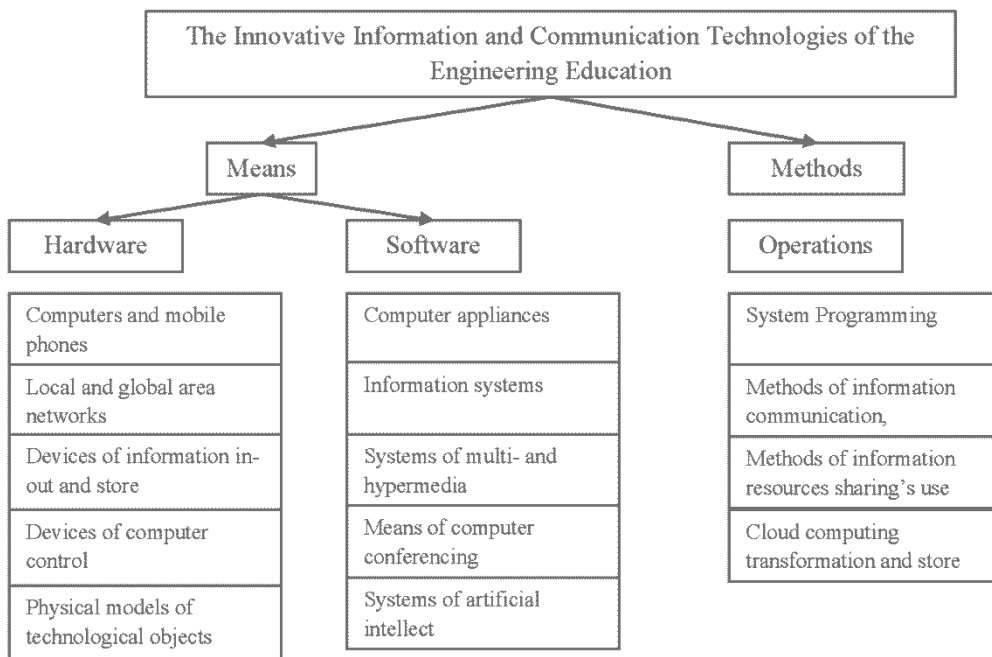 The Innovative Information and Communication Technologies of the
Engineering Education
Means
Methods
Hardware
Software
Operations
Computers and mobile
phones
Local and global area
networks
Devices of information in-
out and store
Devices of computer
control
Physical models of
technological objects
Computer appliances
Information systems
Systems of multi- and
hypermedia
Means of computer
conferencing
Systems of artificial
intellect
System Programming
Methods of information
communication,
Methods of information
resources sharing’s use
Cloud computing
transformation and store